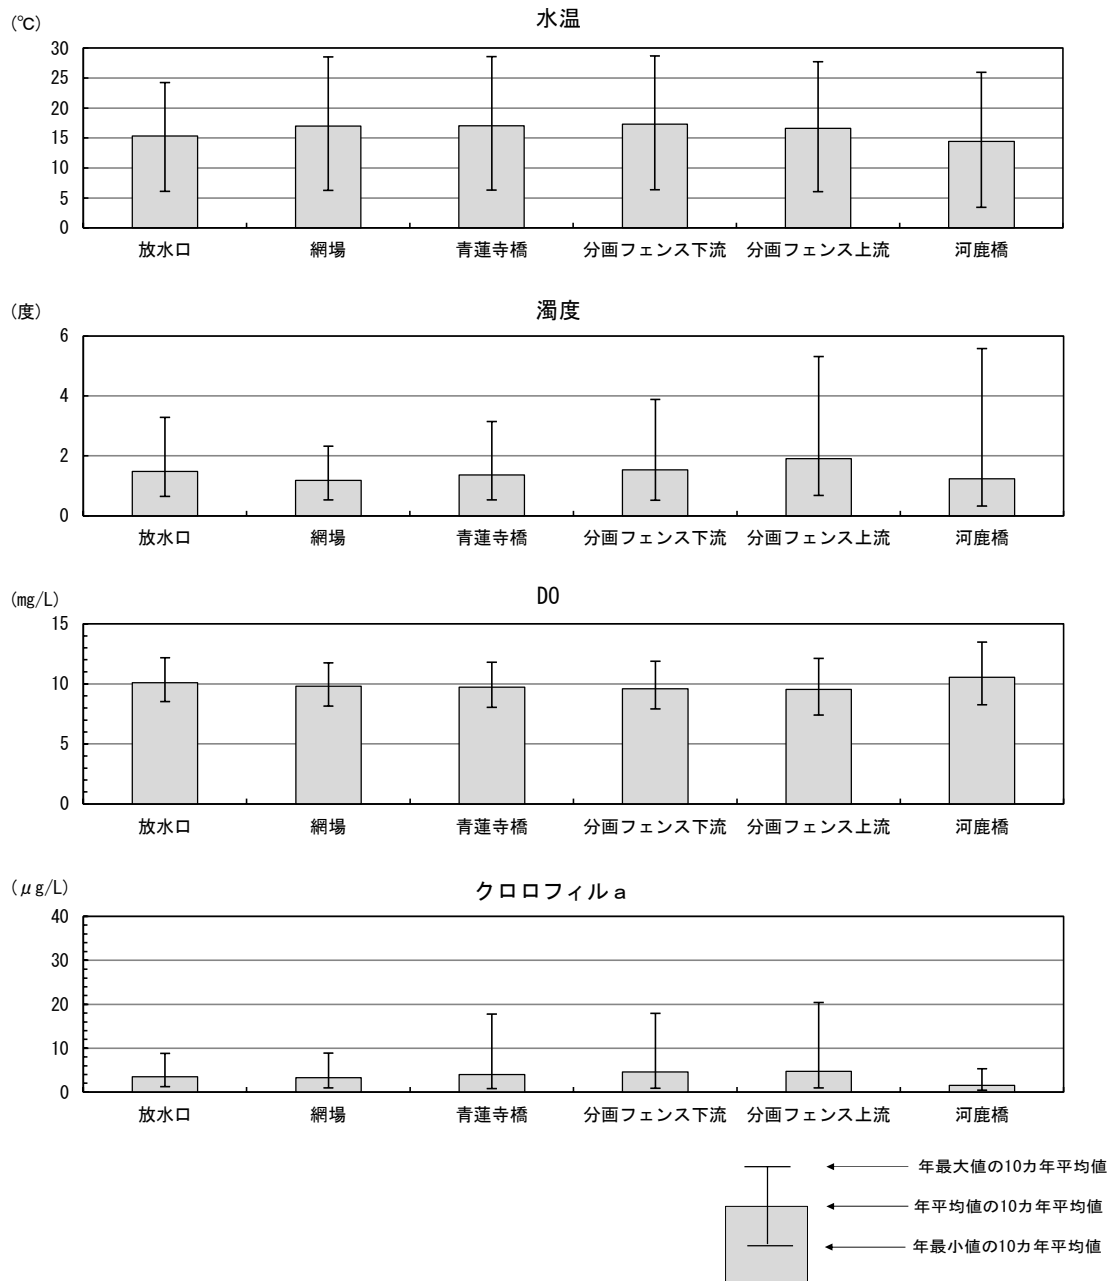 水温
(℃)
30
25
20
15
10
5
0
放水口 網場 青蓮寺橋 分画フェンス下流 分画フェンス上流 河鹿橋
濁度
(度)
6
4
2
0
放水口 網場 青蓮寺橋 分画フェンス下流 分画フェンス上流 河鹿橋
DO
(mg/L)
15
10
5
0
放水口 網場 青蓮寺橋 分画フェンス下流 分画フェンス上流 河鹿橋
クロロフィルａ
(μg/L)
40
30
20
10
0
放水口 網場 青蓮寺橋 分画フェンス下流 分画フェンス上流 河鹿橋
年最大値の10カ年平均値
年平均値の10カ年平均値
年最小値の10カ年平均値